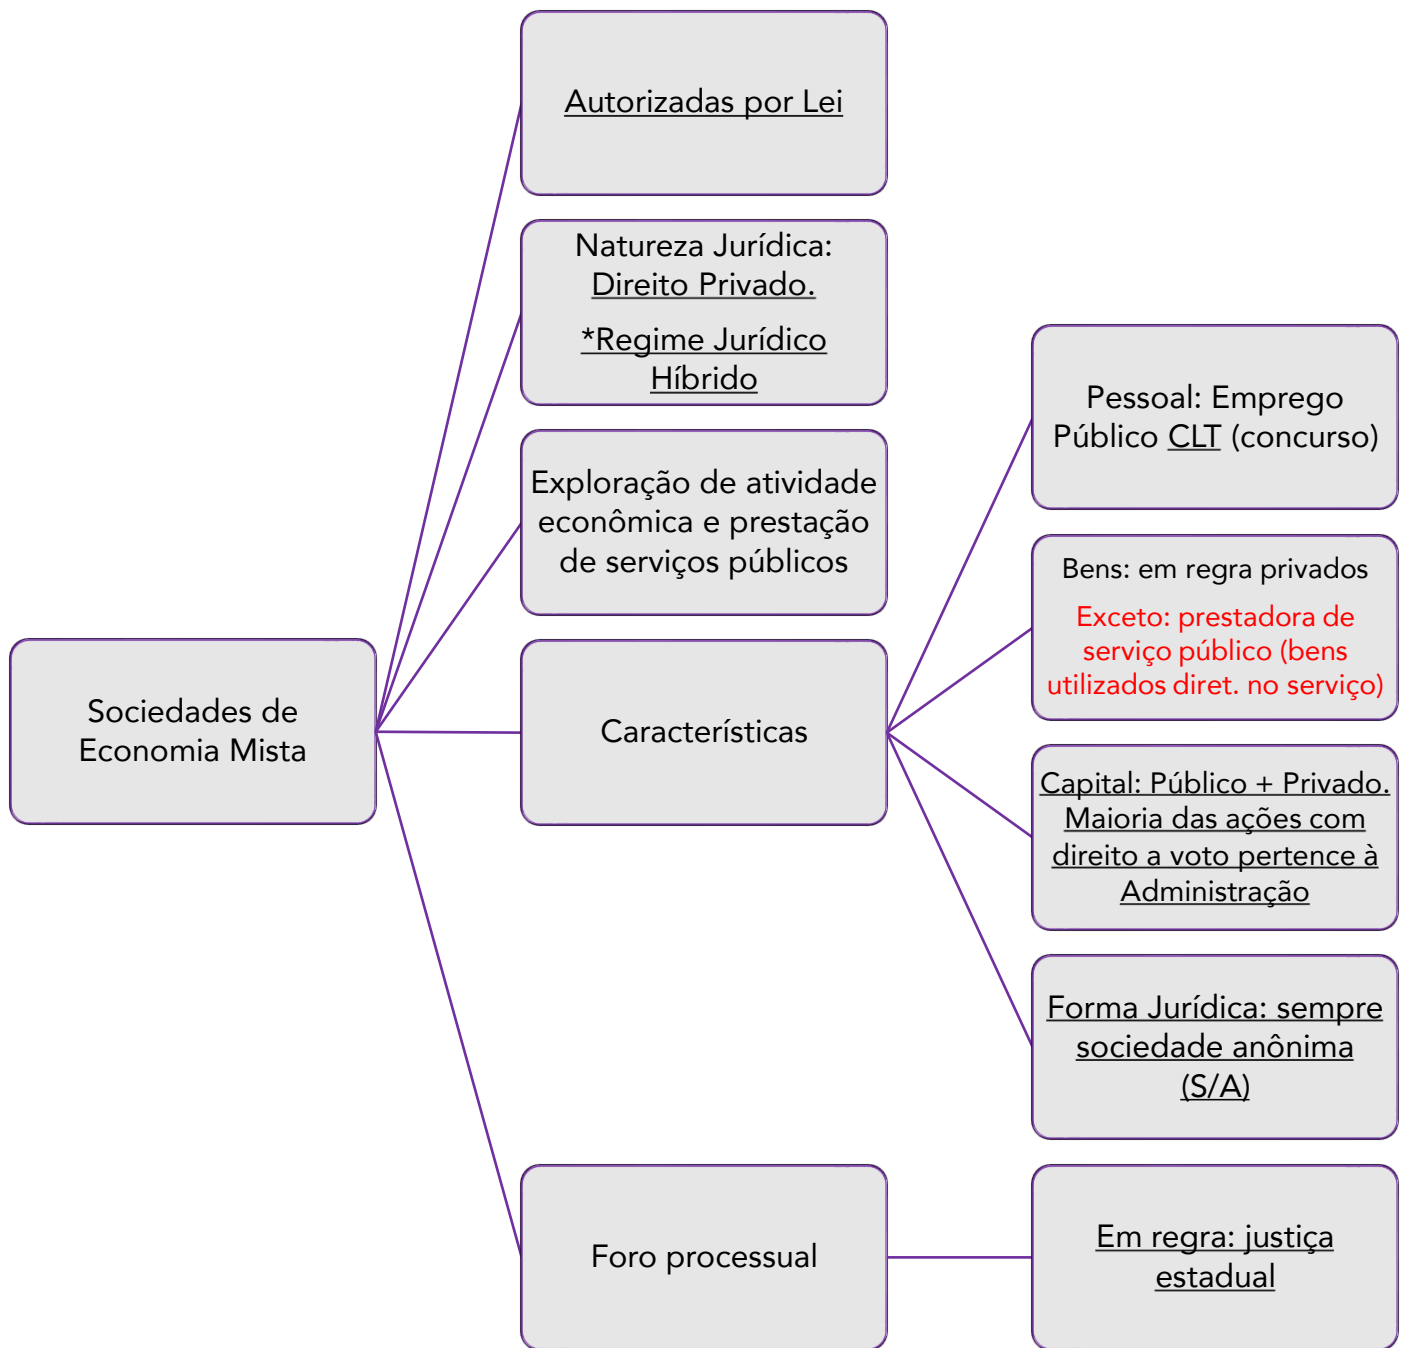 Sociedades de
Economia Mista
Autorizadas por Lei
Natureza Jurídica:
Direito Privado.
*Regime Jurídico
Híbrido
Exploração de atividade
econômica e prestação
de serviços públicos
Características
Pessoal: Emprego
Público CLT (concurso)
Bens: em regra privados
Exceto: prestadora de
serviço público (bens
utilizados diret. no serviço)
Capital: Público + Privado.
Maioria das ações com
direito a voto pertence à
Administração
Forma Jurídica: sempre
sociedade anônima
(S/A)
Foro processual
Em regra: justiça
estadual